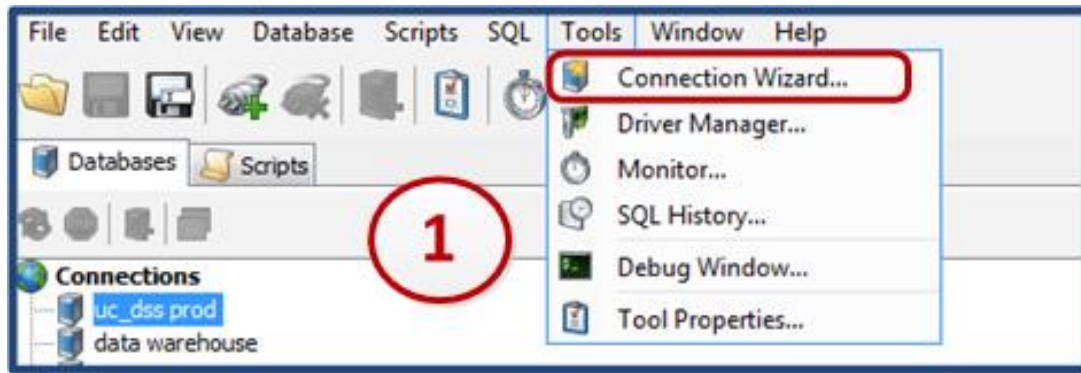 File Edit View Database Scripts SQL Tools Window Help
Connection Wizard...
Driver Manager...
Monitor...
SQL History...
Debug Window...
Tool Properties...
Databases Scripts
1
Connections
uc_dss prod
data warehouse